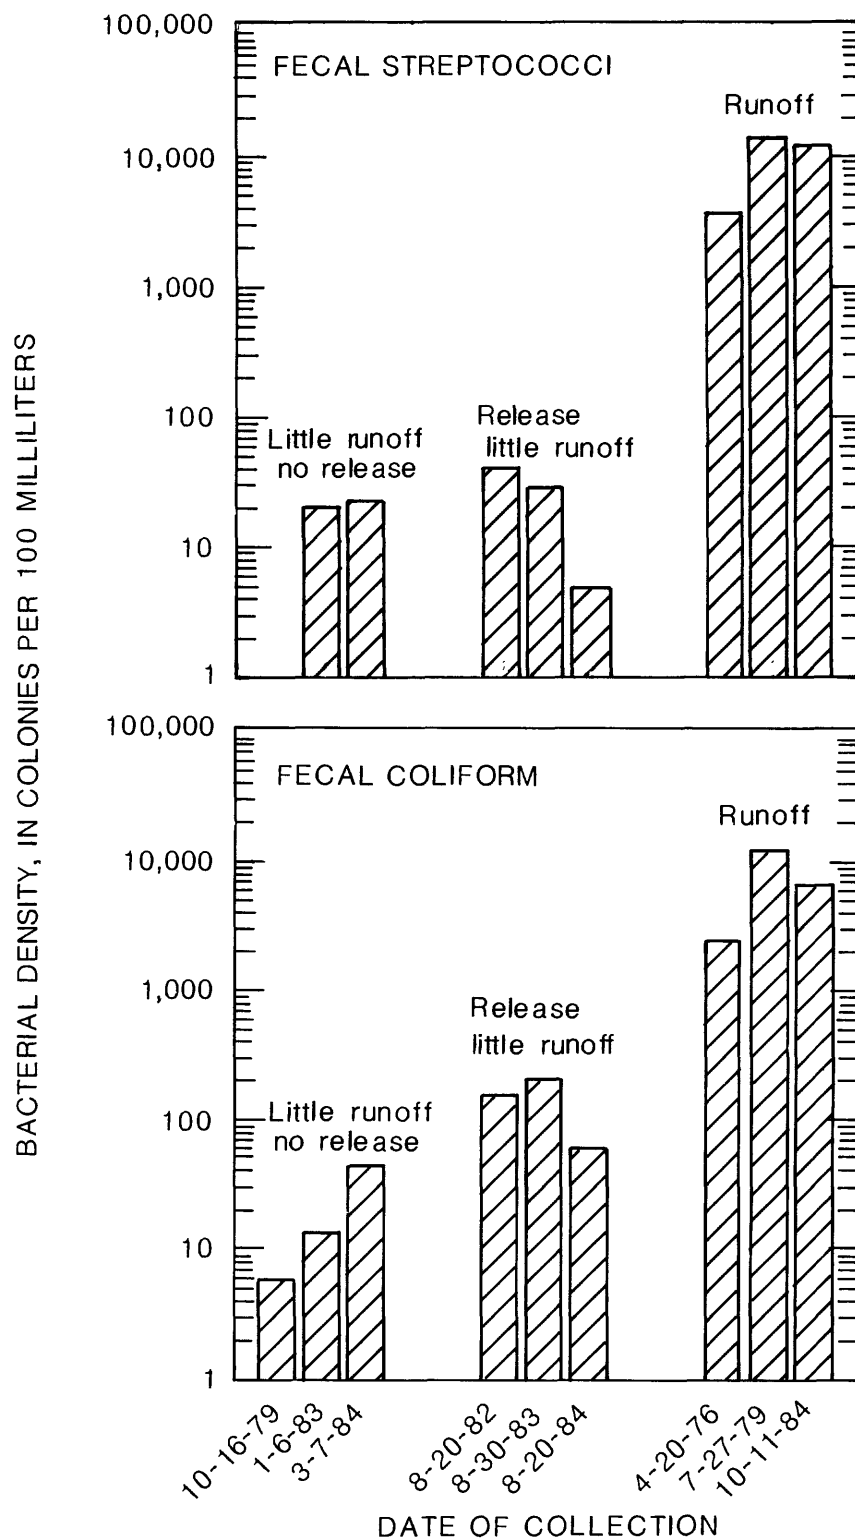 BACTERIAL DENSITY, IN COLONIES PER 100 MILLILITERS
100,000
FECAL STREPTOCOCCI
Runoff
10,000
1,000
100
Little runoff
no release
Release
little runoff
10
1
100,000
FECAL COLIFORM
Runoff
10,000
1,000
Release
little runoff
100
Little runoff
no release
10
1
10-16-79
1-6-83
3-7-84
8-20-82
8-30-83
8-20-84
4-20-76
7-27-79
10-11-84
DATE OF COLLECTION